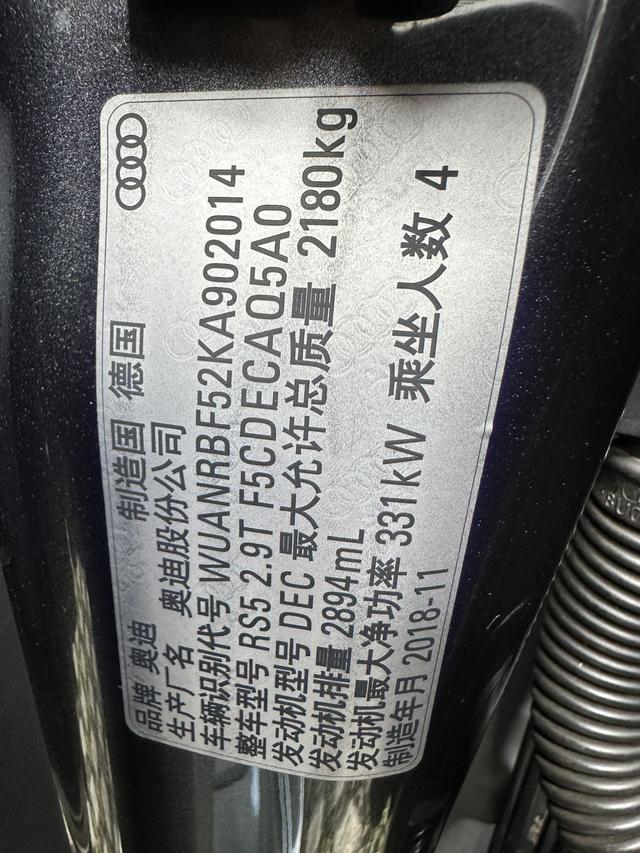 品牌 奥迪 制造国 德国
生产厂名 奥迪股份公司
车辆识别代号 WUANRBF52KA902014
整车型号 RS5 2.9T F5CDECAQ5A0
发动机型号 DEC 最大允许总质量 2180kg
发动机排量 2894mL
发动机最大净功率 331kW 乘坐人数 4
制造年月 2018-11